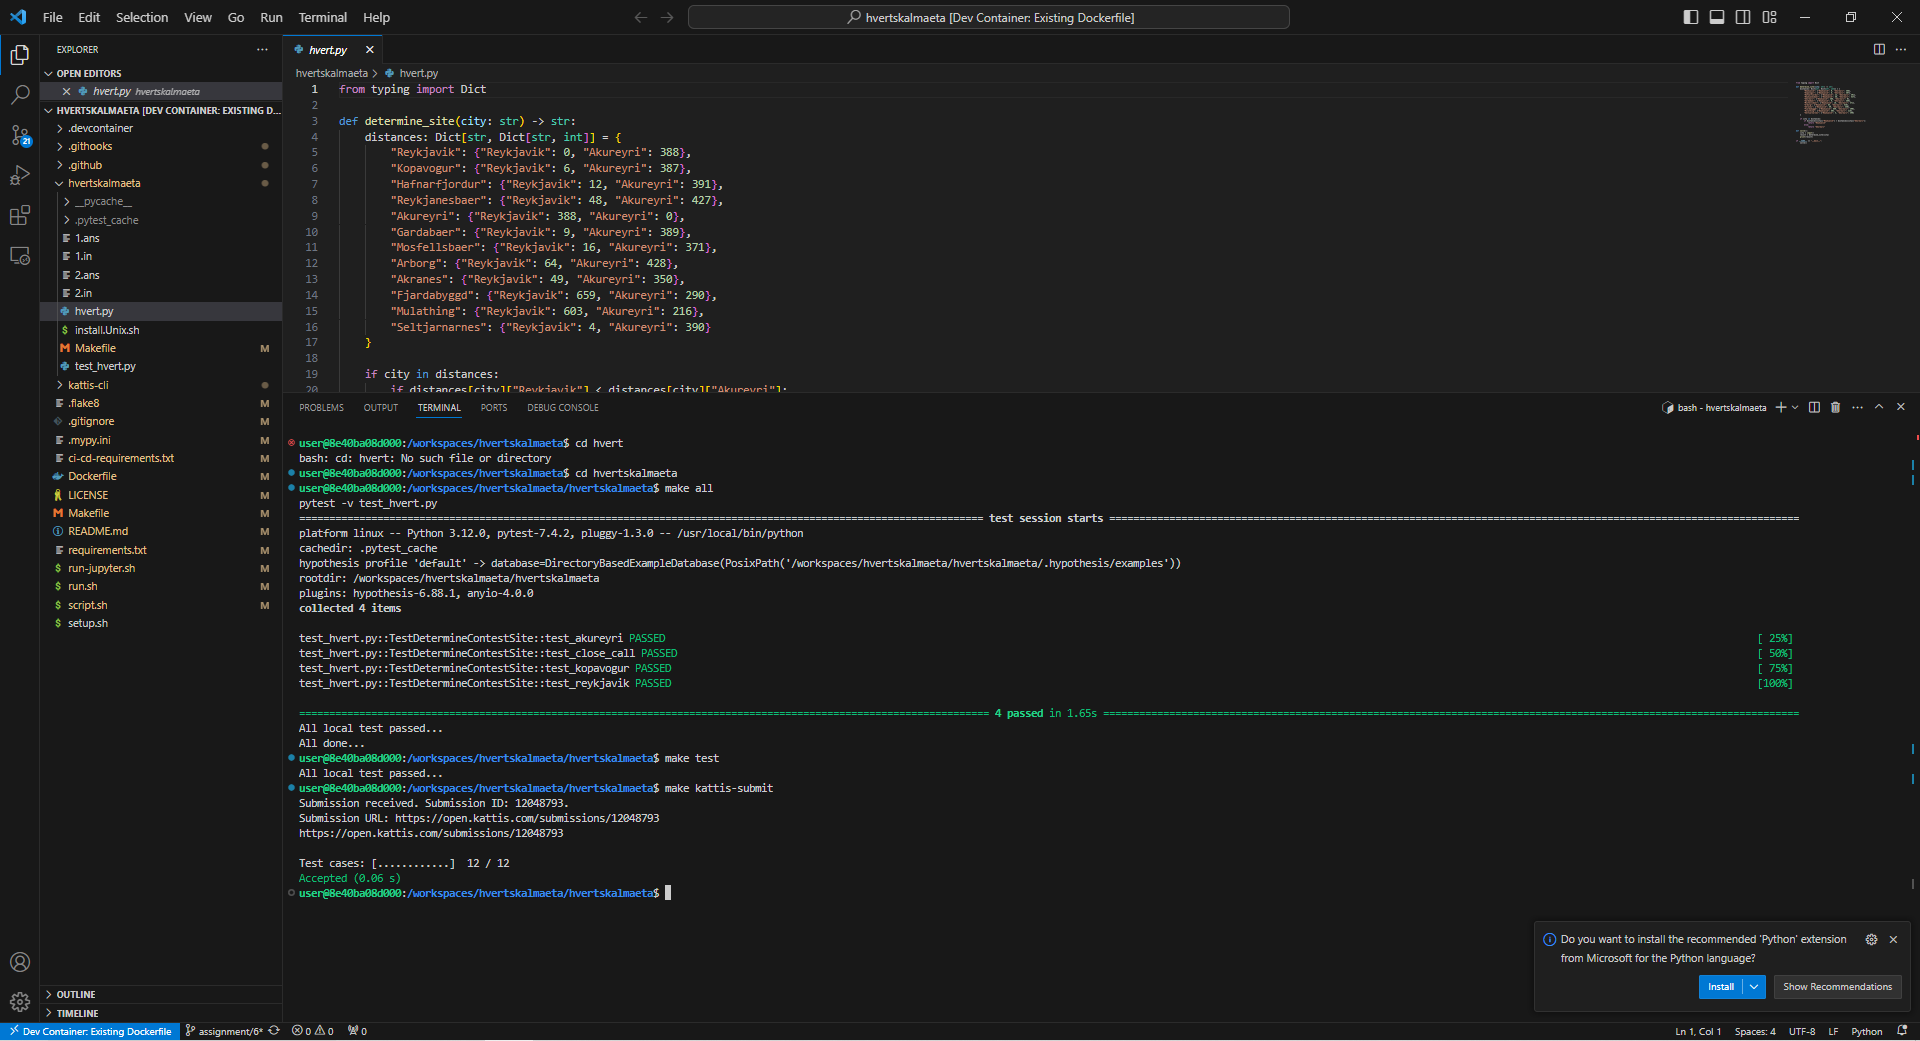 File Edit Selection View Go Run Terminal Help
hvertskalmaeta [Dev Container: Existing Dockerfile]
EXPLORER
OPEN EDITORS
hvert.py hvertskalmaeta
HVERTSKALMAETA [DEV CONTAINER: EXISTING D...
.devcontainer
.githooks
.github
hvertskalmaeta
__pycache__
.pytest_cache
1.ans
1.in
2.ans
2.in
hvert.py
install.Unix.sh
Makefile M
test_hvert.py
kattis-cli
.flake8 M
.gitignore M
.mypy.ini M
ci-cd-requirements.txt M
Dockerfile M
LICENSE M
Makefile M
README.md M
requirements.txt M
run-jupyter.sh M
run.sh M
script.sh M
setup.sh
OUTLINE
TIMELINE
21
hvert.py
hvertskalmaeta > hvert.py
1 from typing import Dict
2
3 def determine_site(city: str) -> str:
4 distances: Dict[str, Dict[str, int]] = {
5 "Reykjavik": {"Reykjavik": 0, "Akureyri": 388},
6 "Kopavogur": {"Reykjavik": 6, "Akureyri": 387},
7 "Hafnarfjordur": {"Reykjavik": 12, "Akureyri": 391},
8 "Reykjanesbaer": {"Reykjavik": 48, "Akureyri": 427},
9 "Akureyri": {"Reykjavik": 388, "Akureyri": 0},
10 "Gardabaer": {"Reykjavik": 9, "Akureyri": 389},
11 "Mosfellsbaer": {"Reykjavik": 16, "Akureyri": 371},
12 "Arborg": {"Reykjavik": 64, "Akureyri": 428},
13 "Akranes": {"Reykjavik": 49, "Akureyri": 350},
14 "Fjardabyggd": {"Reykjavik": 659, "Akureyri": 290},
15 "Mulathing": {"Reykjavik": 603, "Akureyri": 216},
16 "Seltjarnarnes": {"Reykjavik": 4, "Akureyri": 390}
17 }
18
19 if city in distances:
20 if distances[city]["Reykjavik"] < distances[city]["Akureyri"]:
PROBLEMS OUTPUT TERMINAL PORTS DEBUG CONSOLE
bash - hvertskalmaeta
user@8e40ba08d000:/workspaces/hvertskalmaeta$ cd hvert
bash: cd: hvert: No such file or directory
user@8e40ba08d000:/workspaces/hvertskalmaeta$ cd hvertskalmaeta
user@8e40ba08d000:/workspaces/hvertskalmaeta/hvertskalmaeta$ make all
pytest -v test_hvert.py
test session starts
platform linux -- Python 3.12.0, pytest-7.4.2, pluggy-1.3.0 -- /usr/local/bin/python
cachedir: .pytest_cache
hypothesis profile 'default' -> database=DirectoryBasedExampleDatabase(PosixPath('/workspaces/hvertskalmaeta/hvertskalmaeta/.hypothesis/examples'))
rootdir: /workspaces/hvertskalmaeta/hvertskalmaeta
plugins: hypothesis-6.88.1, anyio-4.0.0
collected 4 items
test_hvert.py::TestDetermineContestSite::test_akureyri PASSED [ 25%]
test_hvert.py::TestDetermineContestSite::test_close_call PASSED [ 50%]
test_hvert.py::TestDetermineContestSite::test_kopavogur PASSED [ 75%]
test_hvert.py::TestDetermineContestSite::test_reykjavik PASSED [100%]
4 passed in 1.65s
All local test passed...
All done...
user@8e40ba08d000:/workspaces/hvertskalmaeta/hvertskalmaeta$ make test
All local test passed...
user@8e40ba08d000:/workspaces/hvertskalmaeta/hvertskalmaeta$ make kattis-submit
Submission received. Submission ID: 12048793.
Submission URL: https://open.kattis.com/submissions/12048793
https://open.kattis.com/submissions/12048793
Test cases: [............] 12 / 12
Accepted (0.06 s)
user@8e40ba08d000:/workspaces/hvertskalmaeta/hvertskalmaeta$
Do you want to install the recommended 'Python' extension
from Microsoft for the Python language?
Install
Show Recommendations
Dev Container: Existing Dockerfile assignment/6* 0 0 0
Ln 1, Col 1 Spaces: 4 UTF-8 LF Python